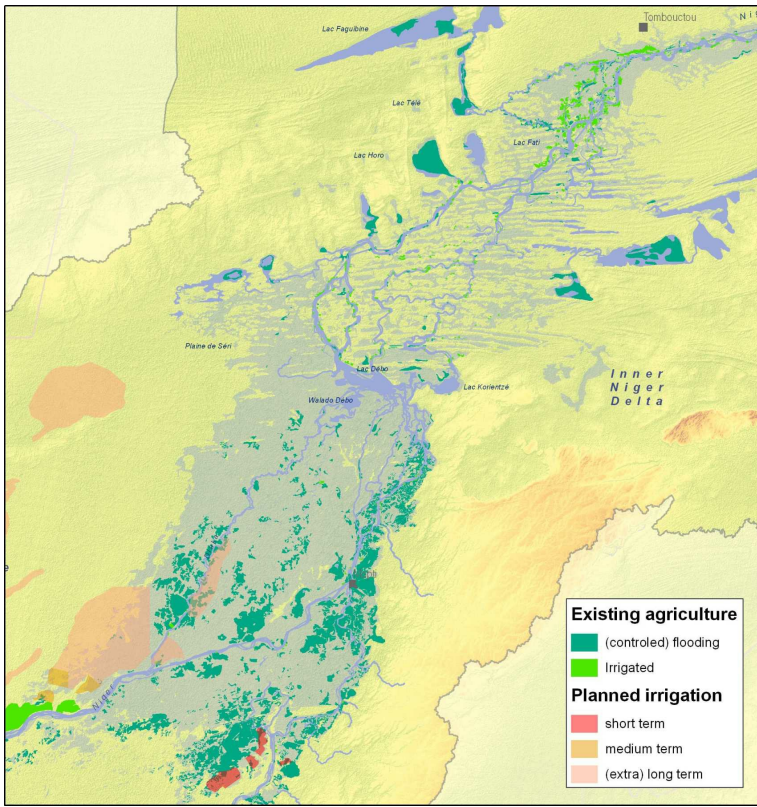 Tombouctou
Lac Faguibine
Lac Télé
Lac Horo
Lac Fati
Plaine de Séri
Lac Débo
Walado Débo
Lac Korientzé
Inner
Niger
Delta
Niger
Existing agriculture
(controled) flooding
Irrigated
Planned irrigation
short term
medium term
(extra) long term